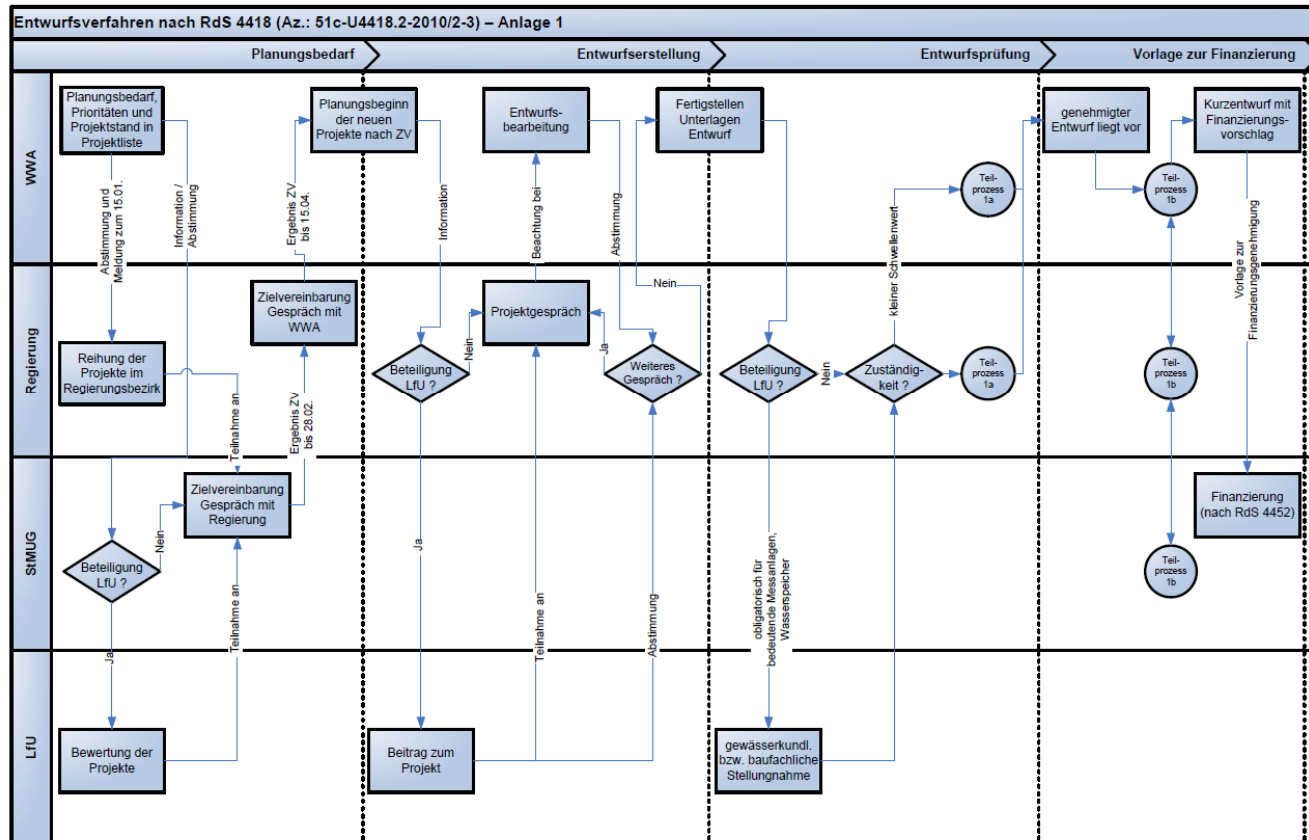 Entwurfsverfahren nach RdS 4418 (Az.: 51c-U4418.2-2010/2-3) – Anlage 1
Planungsbedarf
Entwurfserstellung
Entwurfsprüfung
Vorlage zur Finanzierung
WWA
Planungsbedarf,
Prioritäten und
Projektstand in
Projektliste
Abstimmung und
Meldung zum 15.01.
Information /
Abstimmung
Ergebnis ZV
bis 15.04.
Planungsbeginn
der neuen
Projekte nach ZV
Information
Entwurfs-
bearbeitung
Beachtung bei
Abstimmung
Fertigstellen
Unterlagen
Entwurf
kleiner Schwellenwert
Teil-
prozess
1a
genehmigter
Entwurf liegt vor
Teil-
prozess
1b
Kurzentwurf mit
Finanzierungs-
vorschlag
Vorlage zur
Finanzierungsgenehmigung
Regierung
Reihung der
Projekte im
Regierungsbezirk
Teilnahme an
Zielvereinbarung
Gespräch mit
WWA
Ergebnis ZV
bis 28.02.
Beteiligung
LfU ?
Nein
Projektgespräch
Ja
Weiteres
Gespräch ?
Nein
Beteiligung
LfU ?
Nein
Zuständig-
keit ?
Teil-
prozess
1a
Teil-
prozess
1b
StMUG
Beteiligung
LfU ?
Nein
Zielvereinbarung
Gespräch mit
Regierung
Teilnahme an
Ja
Ja
Teilnahme an
Abstimmung
obligatorisch für
bedeutende Messanlagen,
Wasserspeicher
Teil-
prozess
1b
Finanzierung
(nach RdS 4452)
LfU
Bewertung der
Projekte
Beitrag zum
Projekt
gewässerkundl.
bzw. baufachliche
Stellungnahme